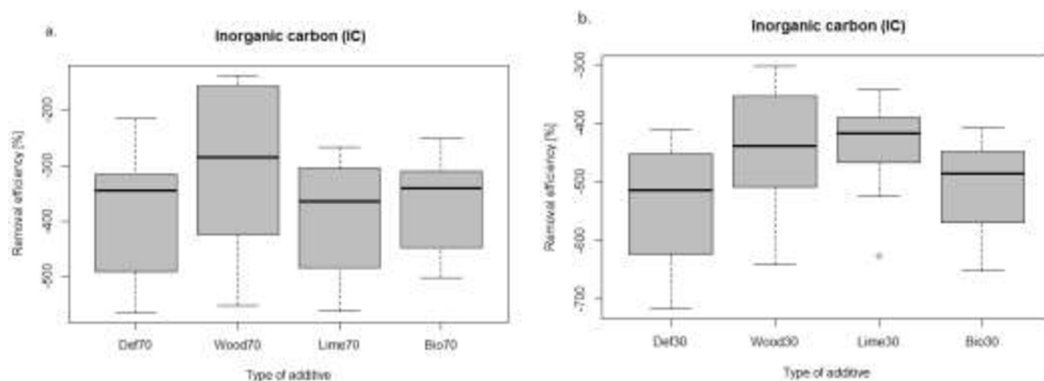 a.
Inorganic carbon (IC)
Removal efficiency [%]
-200
-300
-400
-500
Def70
Wood70
Lime70
Bio70
Type of additive
b.
Inorganic carbon (IC)
Removal efficiency [%]
-300
-400
-500
-600
-700
Def30
Wood30
Lime30
Bio30
Type of additive